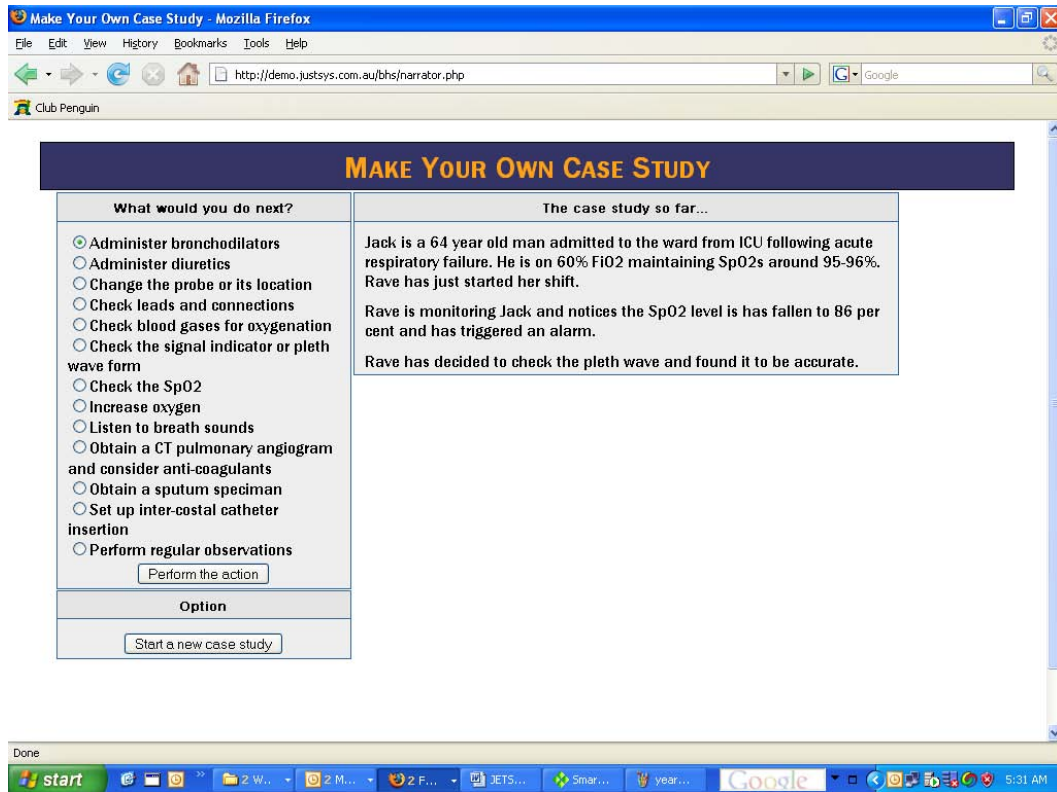 Make Your Own Case Study - Mozilla Firefox
File Edit View History Bookmarks Tools Help
http://demo.justsys.com.au/bhs/narrator.php
G Google
Club Penguin
MAKE YOUR OWN CASE STUDY
What would you do next?
Administer bronchodilators
Administer diuretics
Change the probe or its location
Check leads and connections
Check blood gases for oxygenation
Check the signal indicator or pleth
wave form
Check the SpO2
Increase oxygen
Listen to breath sounds
Obtain a CT pulmonary angiogram
and consider anti-coagulants
Obtain a sputum speciman
Set up inter-costal catheter
insertion
Perform regular observations
Perform the action
Option
Start a new case study
The case study so far...
Jack is a 64 year old man admitted to the ward from ICU following acute
respiratory failure. He is on 60% FiO2 maintaining SpO2s around 95-96%.
Rave has just started her shift.
Rave is monitoring Jack and notices the SpO2 level is has fallen to 86 per
cent and has triggered an alarm.
Rave has decided to check the pleth wave and found it to be accurate.
Done
start 2 W... 2 M... 2 F... JETS... Smar... year... Google 5:31 AM